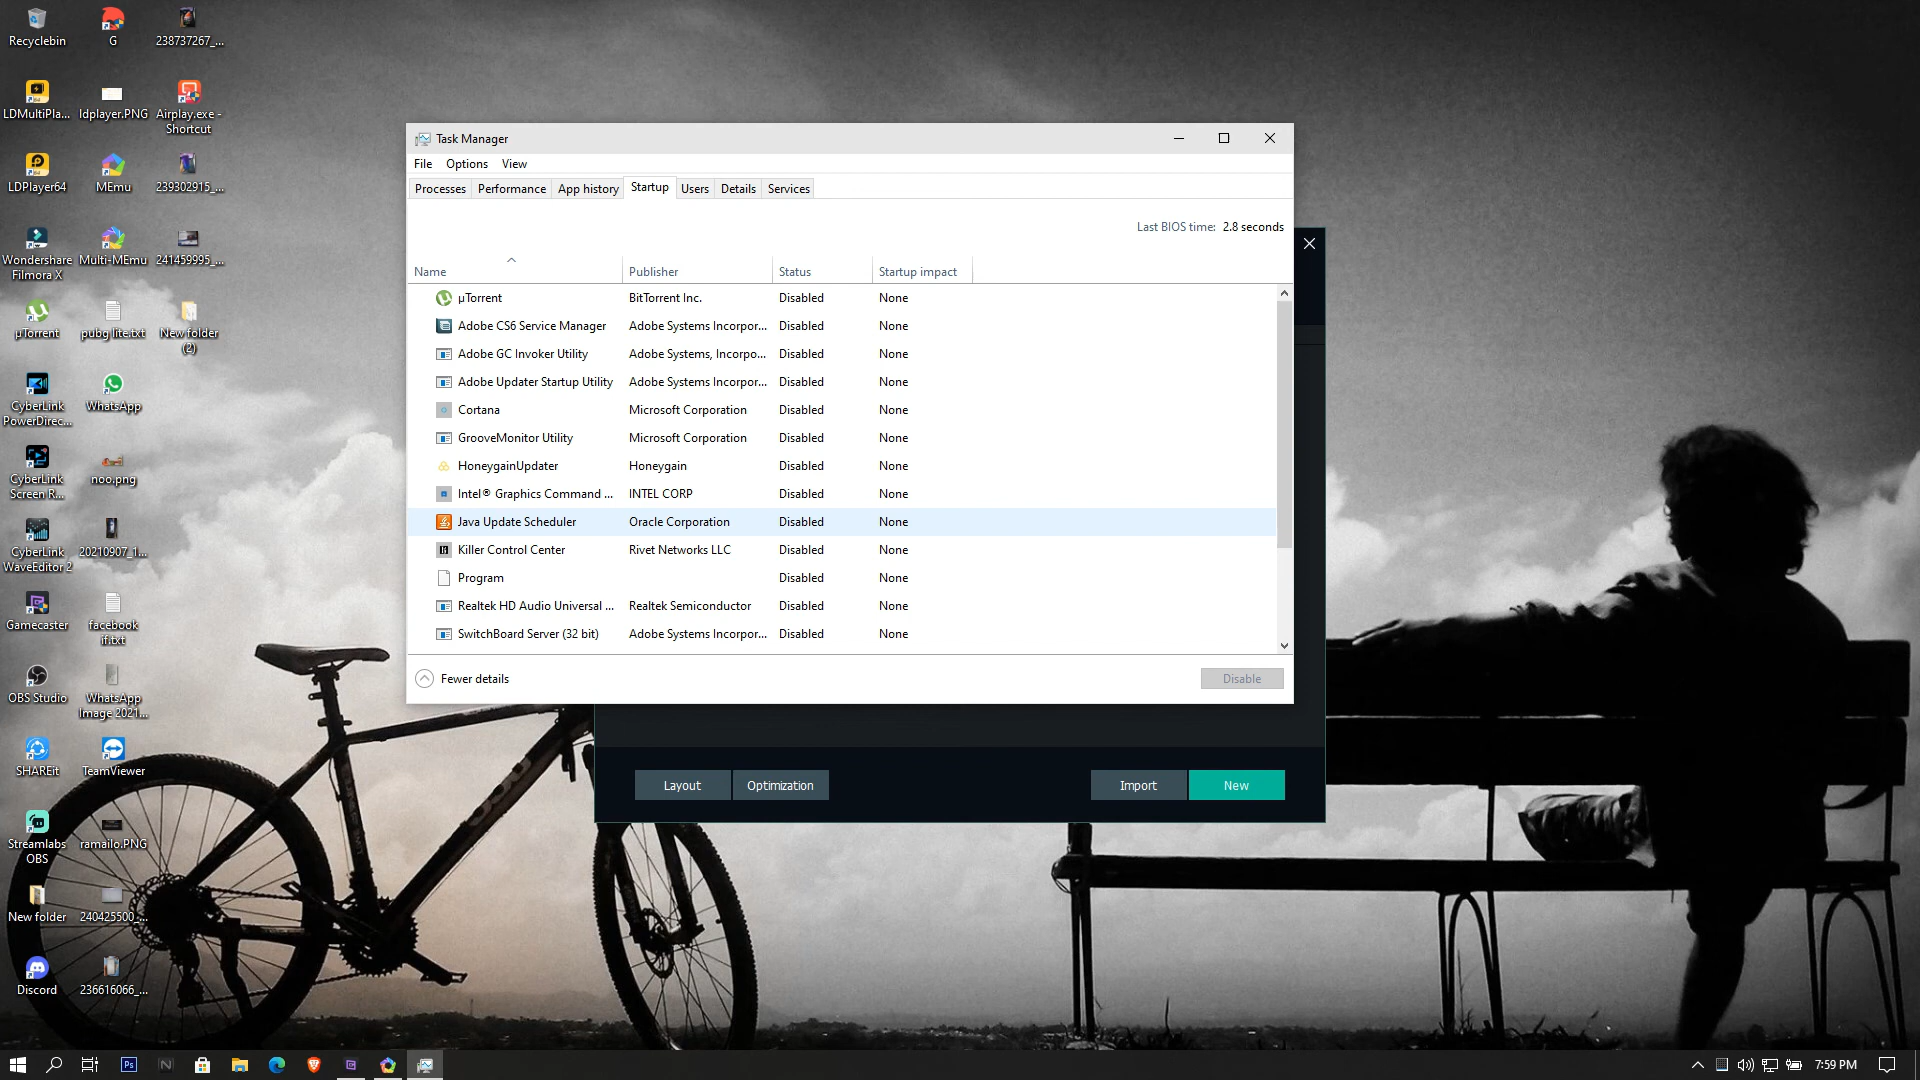 Recyclebin
G
238737267_...
LDMultiPla...
ldplayer.PNG
Airplay.exe -
Shortcut
LDPlayer64
MEmu
239302915_...
Wondershare
Filmora X
Multi-MEmu
241459995_...
µTorrent
pubg lite.txt
New folder
(2)
CyberLink
PowerDirec...
WhatsApp
CyberLink
Screen R...
noo.png
CyberLink
WaveEditor 2
20210907_1...
Gamecaster
facebook
if.txt
OBS Studio
WhatsApp
Image 2021...
SHAREit
TeamViewer
Streamlabs
OBS
ramailo.PNG
New folder
240425500_...
Discord
236616066_...
Task Manager
File Options View
Processes Performance App history Startup Users Details Services
Last BIOS time: 2.8 seconds
Name Publisher Status Startup impact
µTorrent BitTorrent Inc. Disabled None
Adobe CS6 Service Manager Adobe Systems Incorpor... Disabled None
Adobe GC Invoker Utility Adobe Systems, Incorpo... Disabled None
Adobe Updater Startup Utility Adobe Systems Incorpor... Disabled None
Cortana Microsoft Corporation Disabled None
GrooveMonitor Utility Microsoft Corporation Disabled None
HoneygainUpdater Honeygain Disabled None
Intel® Graphics Command ... INTEL CORP Disabled None
Java Update Scheduler Oracle Corporation Disabled None
Killer Control Center Rivet Networks LLC Disabled None
Program Disabled None
Realtek HD Audio Universal ... Realtek Semiconductor Disabled None
SwitchBoard Server (32 bit) Adobe Systems Incorpor... Disabled None
Fewer details Disable
Layout Optimization Import New
Ps
7:59 PM